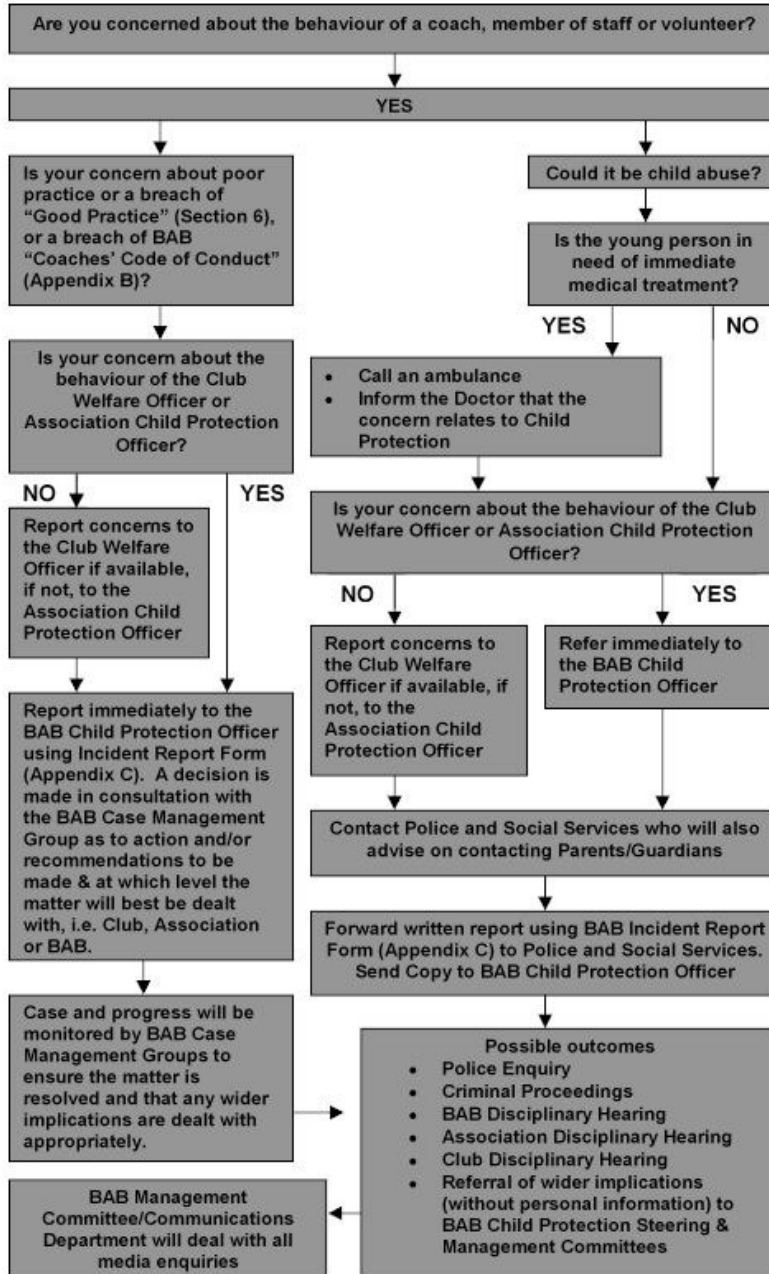 Are you concerned about the behaviour of a coach, member of staff or volunteer?
YES
Is your concern about poor
practice or a breach of
“Good Practice” (Section 6),
or a breach of BAB
“Coaches’ Code of Conduct”
(Appendix B)?
Is your concern about the
behaviour of the Club
Welfare Officer or
Association Child Protection
Officer?
NO
YES
Report concerns to
the Club Welfare
Officer if available,
if not, to the
Association Child
Protection Officer
Report immediately to the
BAB Child Protection Officer
using Incident Report Form
(Appendix C). A decision is
made in consultation with
the BAB Case Management
Group as to action and/or
recommendations to be
made & at which level the
matter will best be dealt
with, i.e. Club, Association
or BAB.
Case and progress will be
monitored by BAB Case
Management Groups to
ensure the matter is
resolved and that any wider
implications are dealt with
appropriately.
Could it be child abuse?
Is the young person in
need of immediate
medical treatment?
YES
NO
• Call an ambulance
• Inform the Doctor that the
concern relates to Child
Protection
Is your concern about the behaviour of the Club
Welfare Officer or Association Child Protection
Officer?
NO
YES
Report concerns to
the Club Welfare
Officer if available, if
not, to the
Association Child
Protection Officer
Refer immediately to
the BAB Child
Protection Officer
Contact Police and Social Services who will also
advise on contacting Parents/Guardians
Forward written report using BAB Incident Report
Form (Appendix C) to Police and Social Services.
Send Copy to BAB Child Protection Officer
Possible outcomes
• Police Enquiry
• Criminal Proceedings
• BAB Disciplinary Hearing
• Association Disciplinary Hearing
• Club Disciplinary Hearing
• Referral of wider implications
(without personal information) to
BAB Child Protection Steering &
Management Committees
BAB Management
Committee/Communications
Department will deal with all
media enquiries